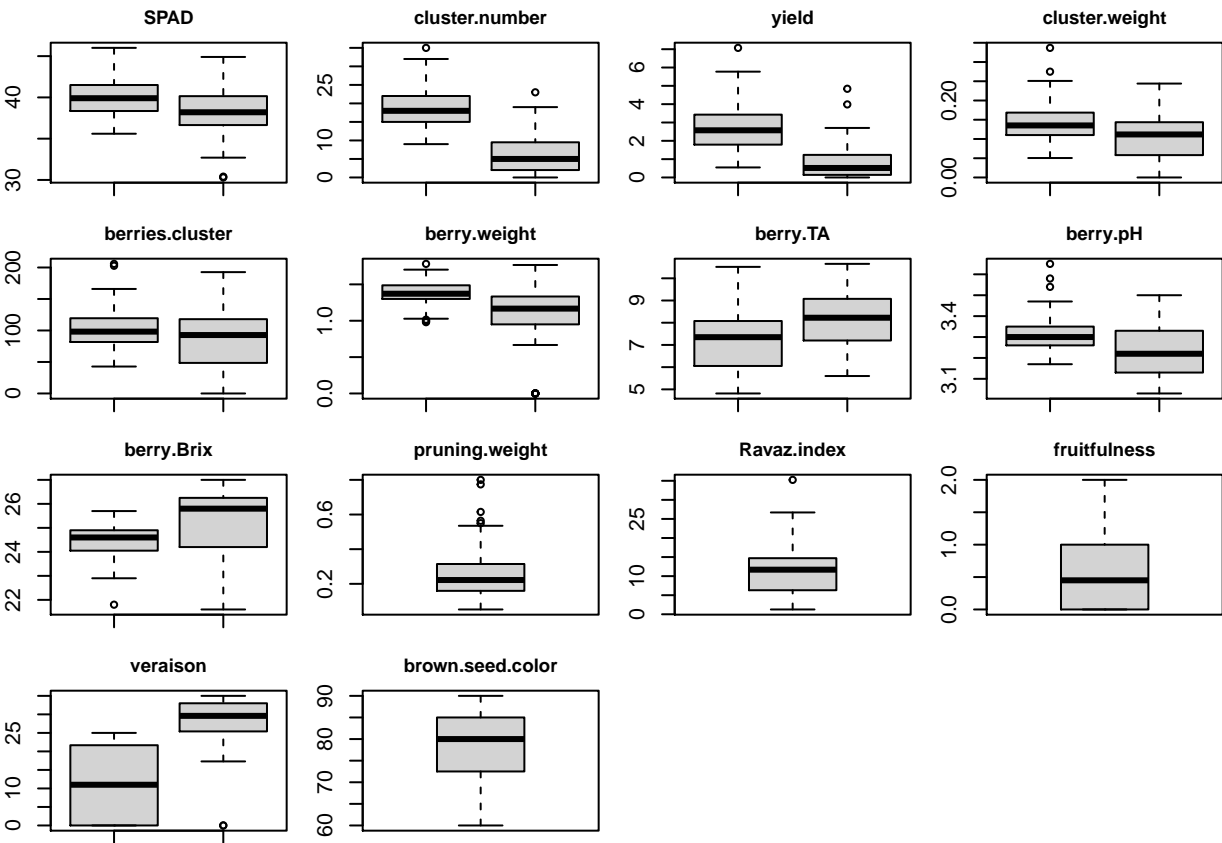 SPAD
cluster.number
yield
cluster.weight
30 40
0 10 25
0 2 4 6
0.00 0.20
berries.cluster
berry.weight
berry.TA
berry.pH
0 100 200
0.0 1.0
5 7 9
3.1 3.4
berry.Brix
pruning.weight
Ravaz.index
fruitfulness
22 24 26
0.2 0.6
0 10 25
0.0 1.0 2.0
veraison
brown.seed.color
0 10 25
60 70 80 90